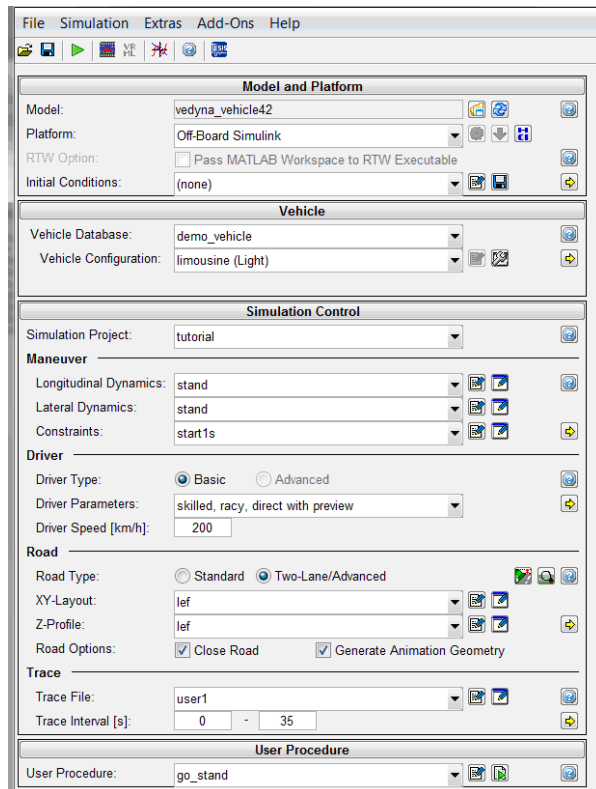 File Simulation Extras Add-Ons Help
VR ML
Model and Platform
Model: vedyna_vehicle42
Platform: Off-Board Simulink
RTW Option: Pass MATLAB Workspace to RTW Executable
Initial Conditions: (none)
Vehicle
Vehicle Database: demo_vehicle
Vehicle Configuration: limousine (Light)
Simulation Control
Simulation Project: tutorial
Maneuver
Longitudinal Dynamics: stand
Lateral Dynamics: stand
Constraints: start1s
Driver
Driver Type: Basic Advanced
Driver Parameters: skilled, racy, direct with preview
Driver Speed [km/h]: 200
Road
Road Type: Standard Two-Lane/Advanced
XY-Layout: lef
Z-Profile: lef
Road Options: Close Road Generate Animation Geometry
Trace
Trace File: user1
Trace Interval [s]: 0 - 35
User Procedure
User Procedure: go_stand